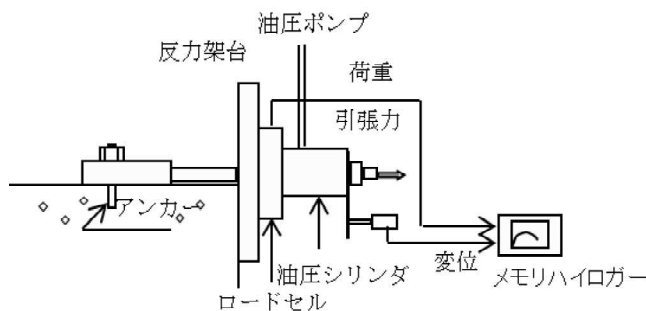 油圧ポンプ
反力架台
荷重
引張力
アンカー
変位
油圧シリンダ
メモリハイロガー
ロードセル